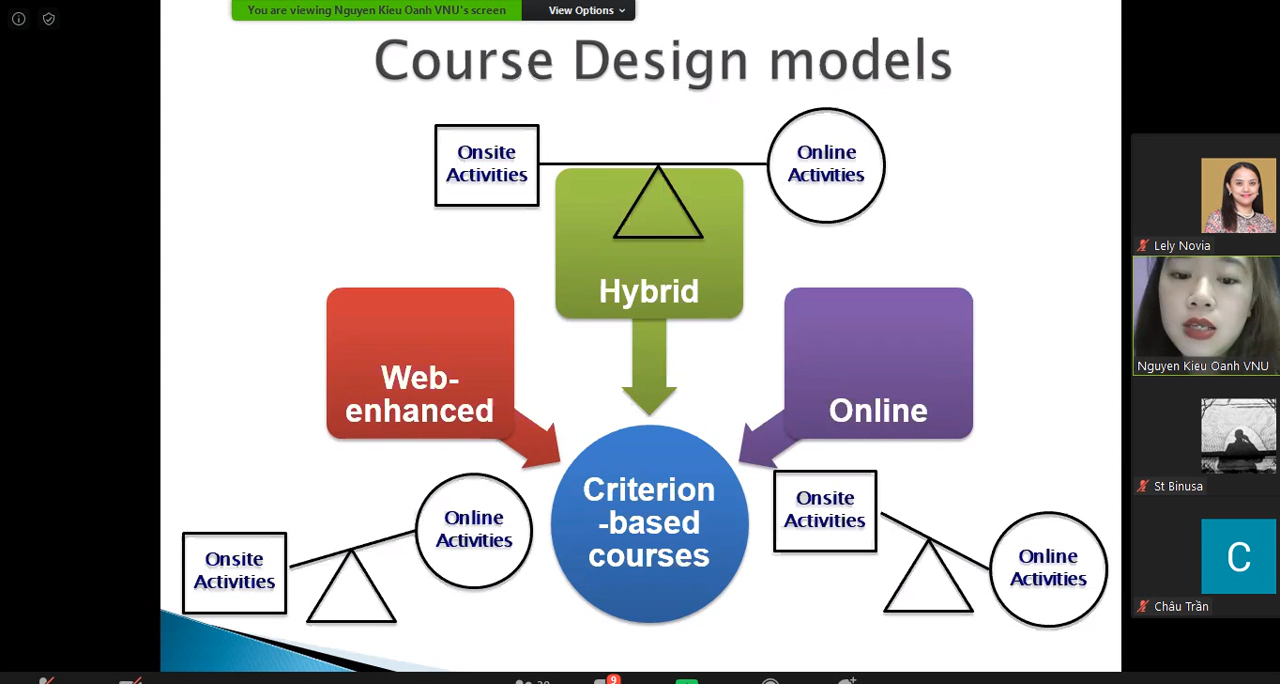 You are viewing Nguyen Kieu Oanh VNU's screen
View Options
Course Design models
Onsite
Activities
Online
Activities
Hybrid
Web-
enhanced
Online
Criterion
-based
courses
Onsite
Activities
Online
Activities
Onsite
Activities
Online
Activities
Lely Novia
Nguyen Kieu Oanh VNU
St Binusa
C
Châu Trần
9